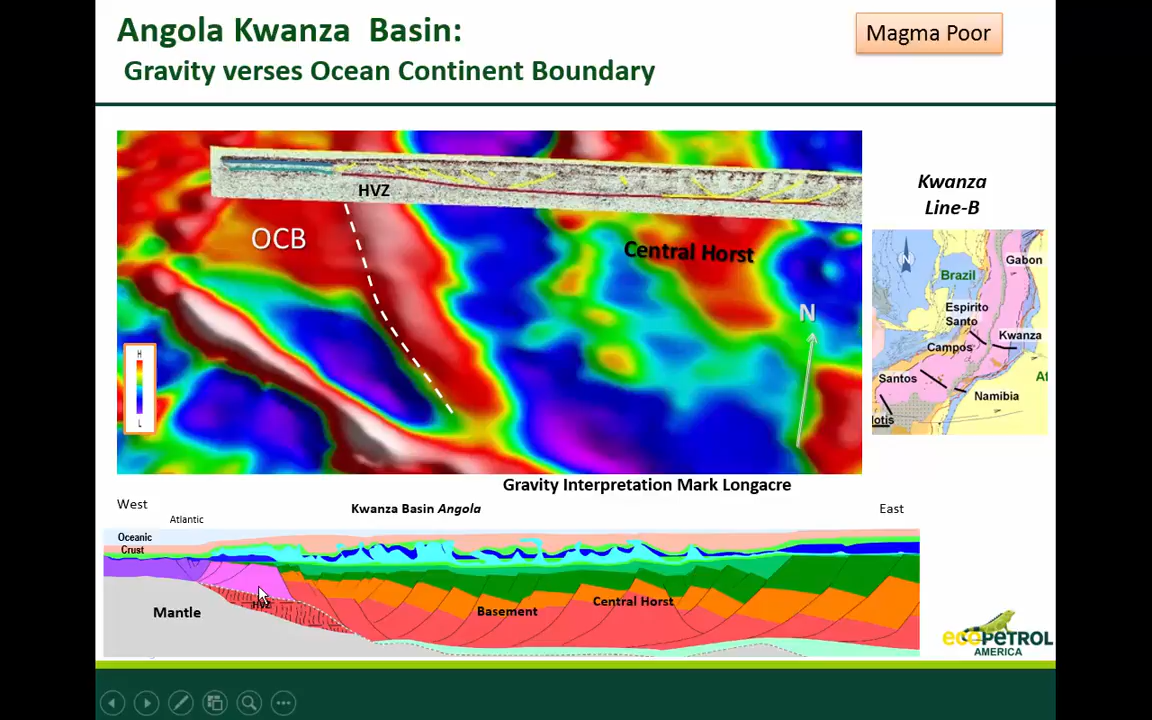 Angola Kwanza Basin:
Gravity verses Ocean Continent Boundary
Magma Poor
HVZ
OCB
Central Horst
N
H
L
Kwanza
Line-B
N
Gabon
Brazil
Espirito
Santo
Kwanza
Campos
Santos
Af
Namibia
lotis
Gravity Interpretation Mark Longacre
West
Kwanza Basin Angola
East
Atlantic
Oceanic
Crust
Central Horst
HVZ
Mantle
Basement
ecoPETROL
AMERICA